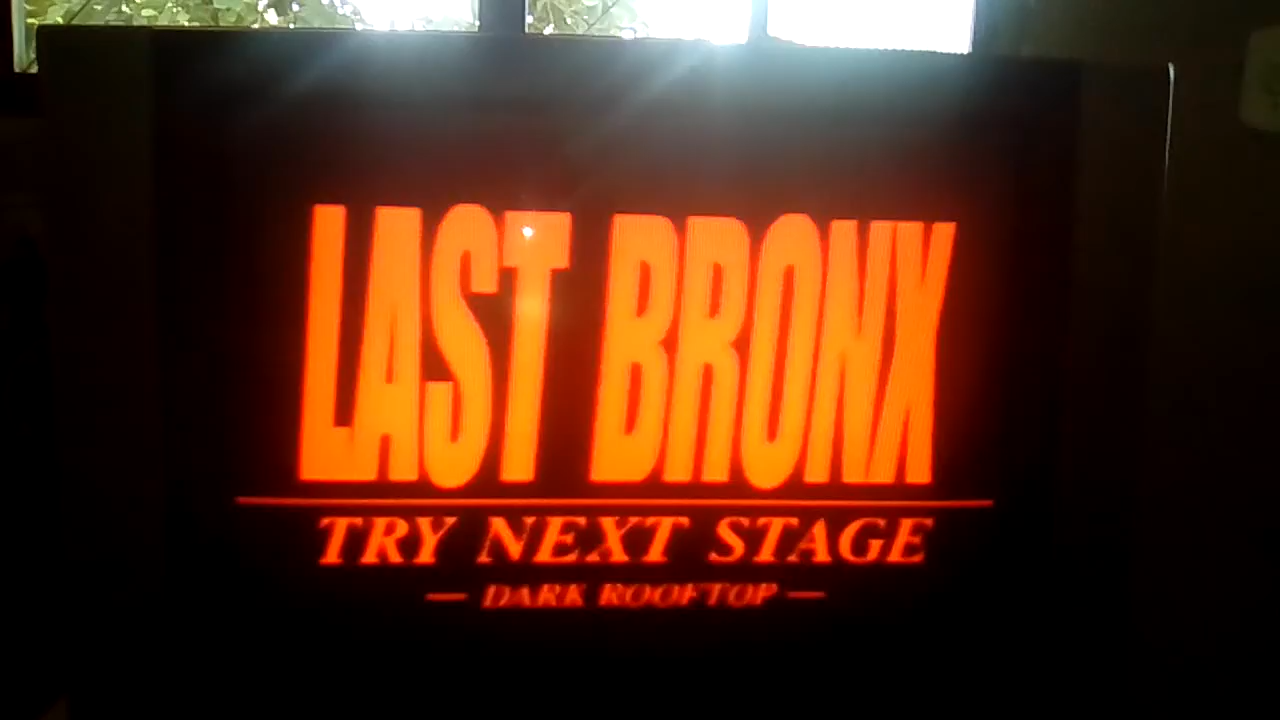 LAST BRONX
TRY NEXT STAGE
— DARK ROOFTOP —